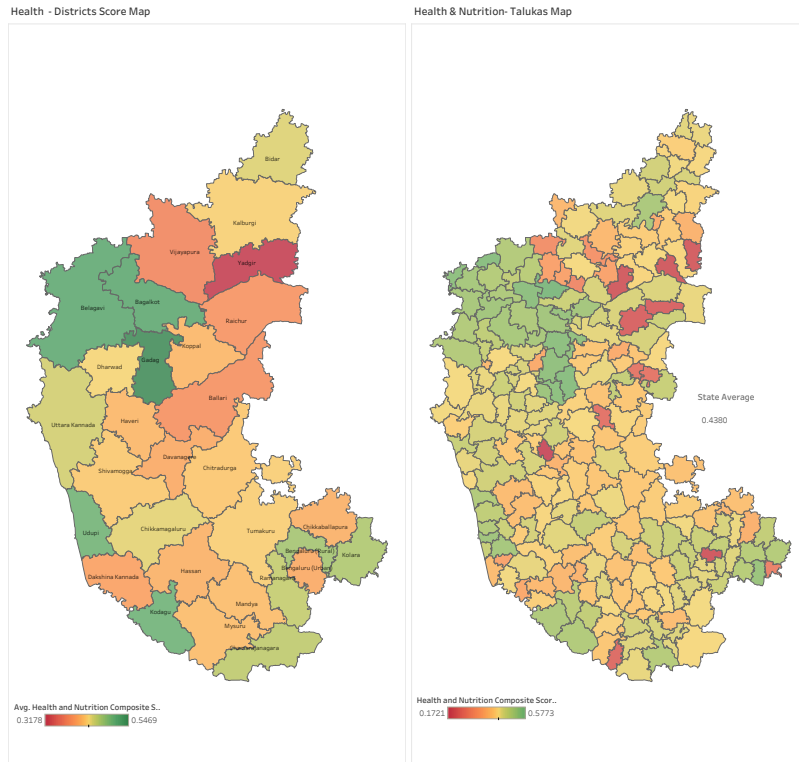 Health - Districts Score Map
Health & Nutrition- Talukas Map
Bidar
Kalburgi
Vijayapura
Yadgir
Bagalkot
Belagavi
Raichur
Koppal
Gadag
Dharwad
Ballari
Haveri
Uttara Kannada
Davanagere
Shivamogga
Chitradurga
Chikkaballapura
Udupi
Chikkamagaluru
Tumakuru
Bengaluru (Rural)
Kolara
Hassan
Bengaluru (Urban)
Dakshina Kannada
Ramanagara
Mandya
Kodagu
Mysuru
State Average
0.4380
Avg. Health and Nutrition Composite S..
0.3178
0.5469
Health and Nutrition Composite Scor..
0.1721
0.5773